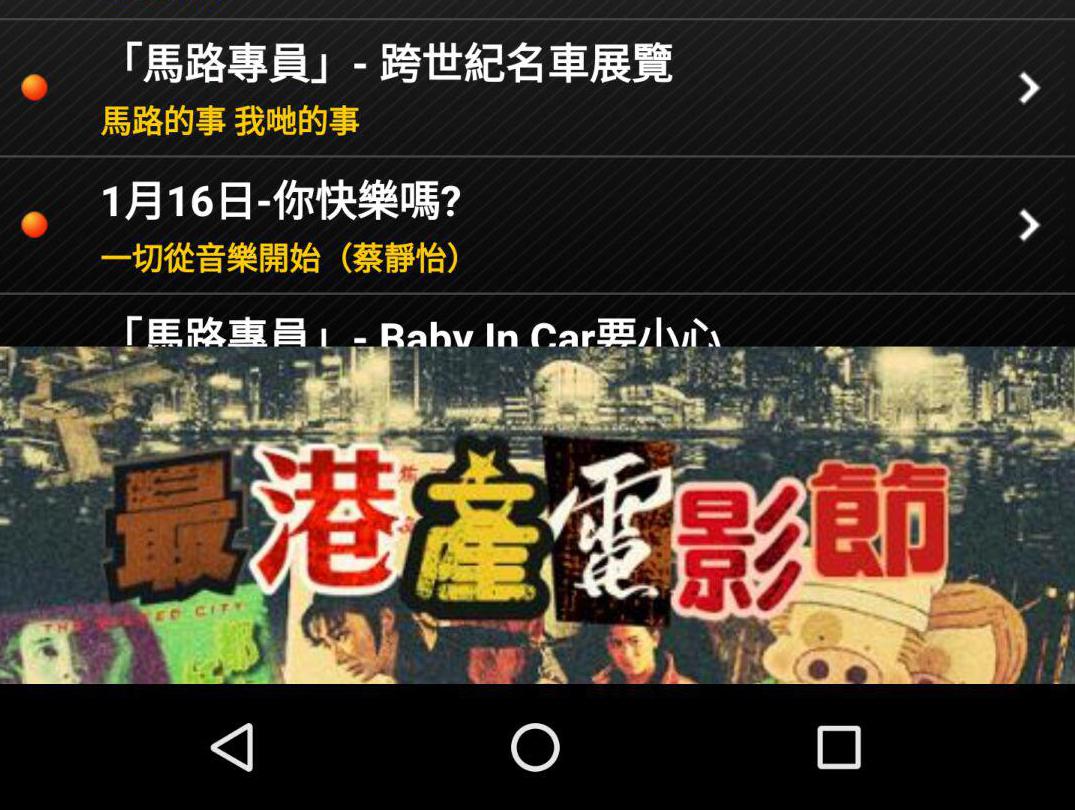 「馬路專員」- 跨世紀名車展覽
馬路的事 我哋的事
1月16日-你快樂嗎?
一切從音樂開始（蔡靜怡）
「馬路專員」- Baby In Car要小心
最港產電影節